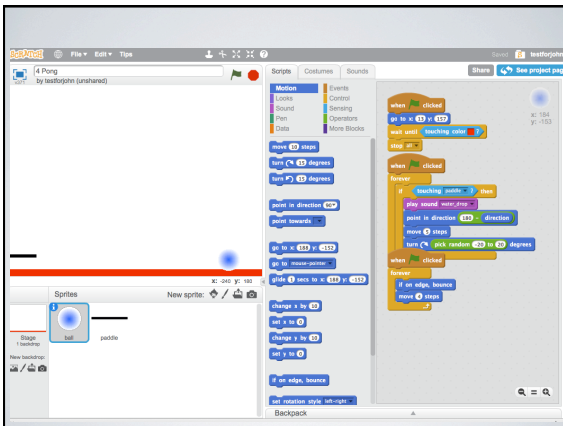 SCRATCH File Edit Tips Saved testforjohn
4 Pong
by testforjohn (unshared)
Scripts Costumes Sounds Share See project page
Motion Events
Looks Control
Sound Sensing
Pen Operators
Data More Blocks
move 10 steps
turn 15 degrees
turn 15 degrees
point in direction 90
point towards
go to x: 188 y: -152
go to mouse-pointer
glide 1 secs to x: 188 y: -152
change x by 10
set x to 0
change y by 10
set y to 0
if on edge, bounce
set rotation style left-right
when clicked
go to x: 15 y: 157
wait until touching color ?
stop all
when clicked
forever
if touching paddle ? then
play sound water_drop
point in direction 180 - direction
move 5 steps
turn pick random -20 to 20 degrees
when clicked
forever
if on edge, bounce
move 4 steps
x: 184
y: -153
X: -240 y: 180
Sprites New sprite:
Stage
1 backdrop
New backdrop:
ball
paddle
Backpack